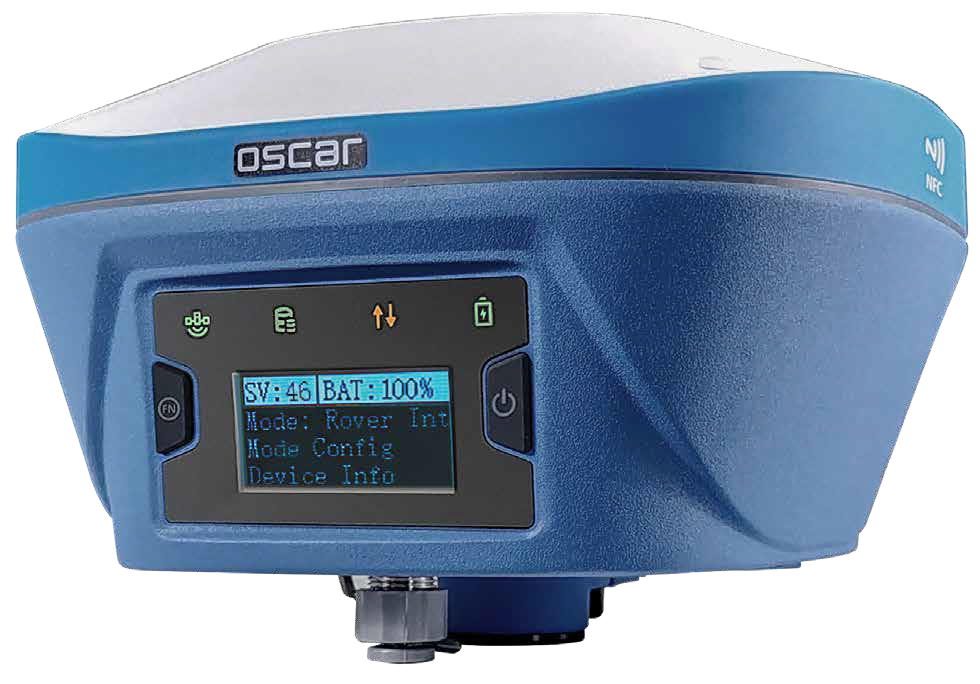 oscar
NFC
FN
SV:46 BAT:100%
Mode: Rover Int
Mode Config
Device Info